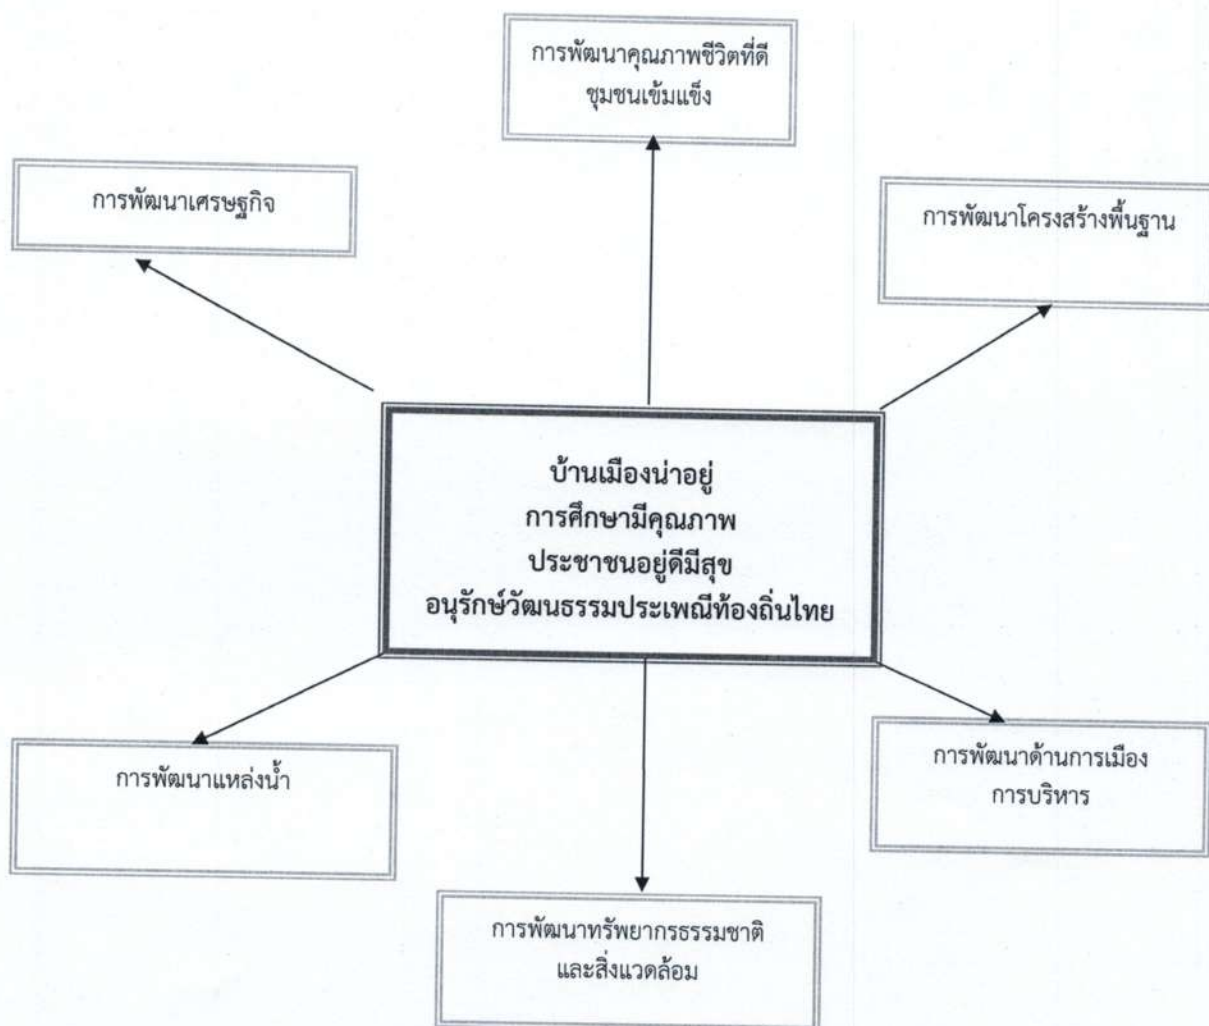 การพัฒนาคุณภาพชีวิตที่ดี
ชุมชนเข้มแข็ง
การพัฒนาเศรษฐกิจ
การพัฒนาโครงสร้างพื้นฐาน
บ้านเมืองน่าอยู่
การศึกษามีคุณภาพ
ประชาชนอยู่ดีมีสุข
อนุรักษ์วัฒนธรรมประเพณีท้องถิ่นไทย
การพัฒนาแหล่งน้ำ
การพัฒนาด้านการเมือง
การบริหาร
การพัฒนาทรัพยากรธรรมชาติ
และสิ่งแวดล้อม